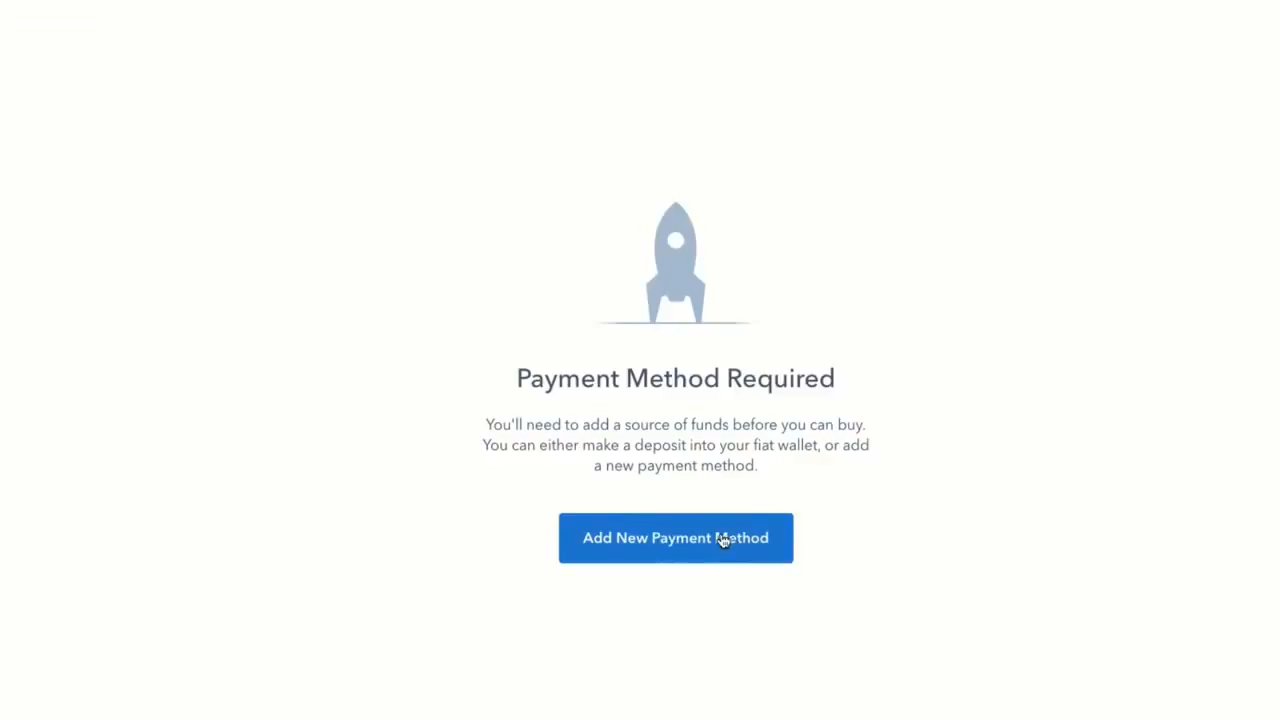 Payment Method Required
You'll need to add a source of funds before you can buy.
You can either make a deposit into your fiat wallet, or add
a new payment method.
Add New Payment Method